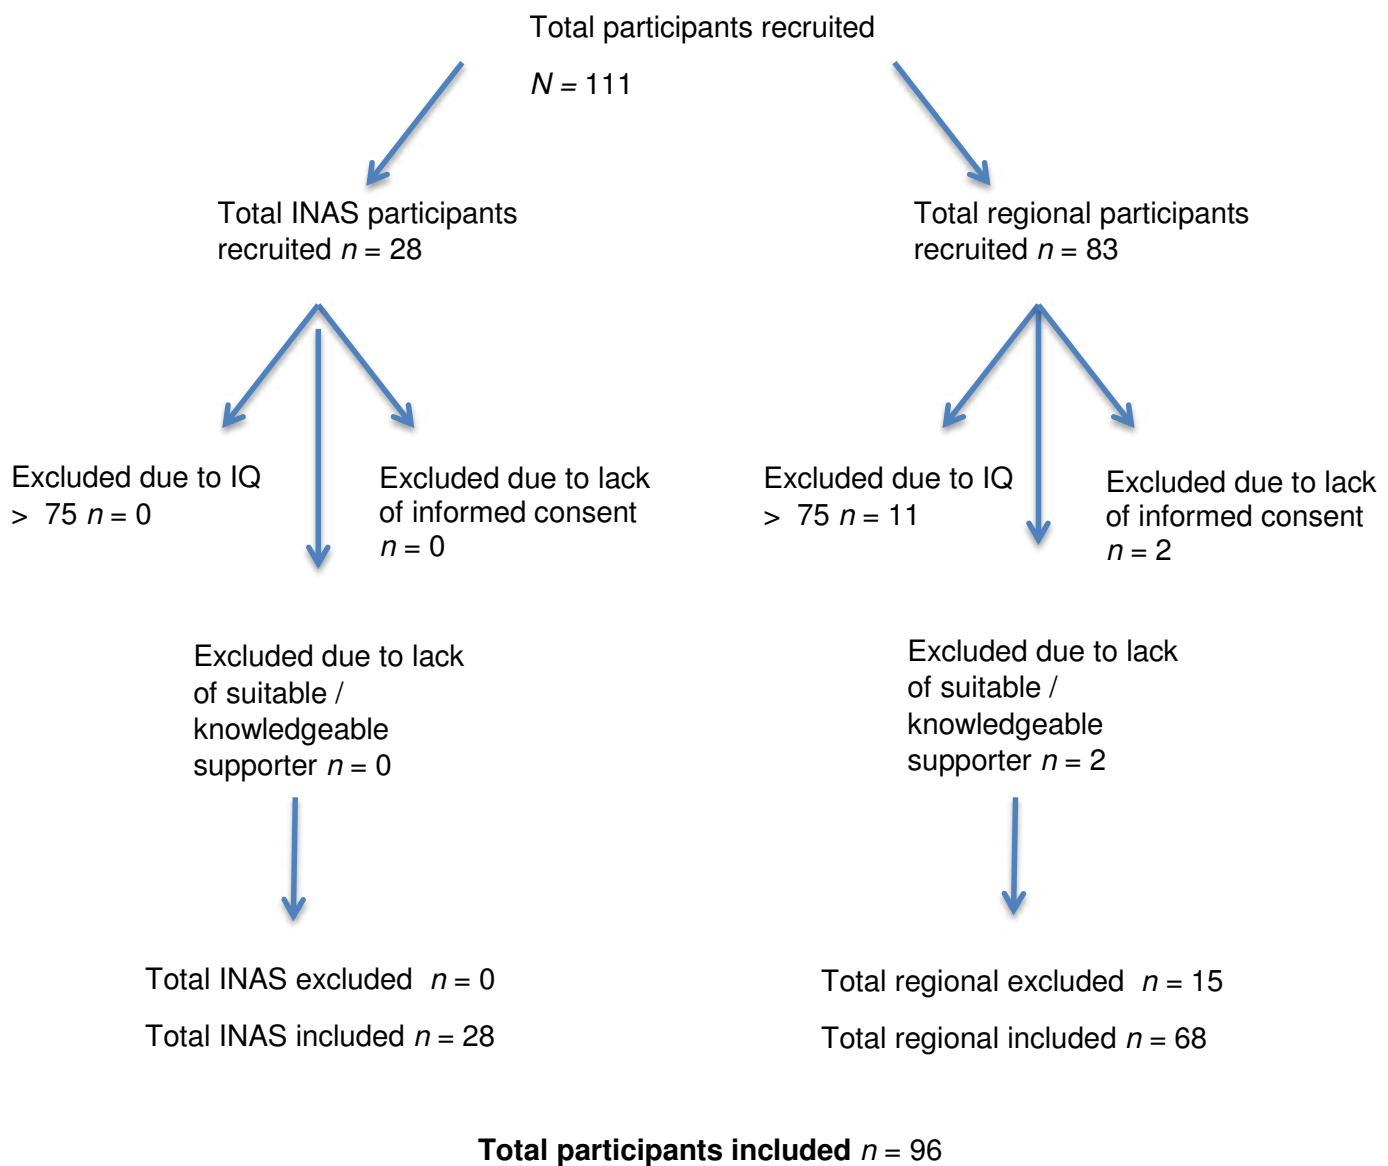 Total participants recruited
N = 111
Total INAS participants
recruited n = 28
Total regional participants
recruited n = 83
Excluded due to IQ
> 75 n = 0
Excluded due to lack
of informed consent
n = 0
Excluded due to IQ
> 75 n = 11
Excluded due to lack
of informed consent
n = 2
Excluded due to lack
of suitable /
knowledgeable
supporter n = 0
Excluded due to lack
of suitable /
knowledgeable
supporter n = 2
Total INAS excluded n = 0
Total INAS included n = 28
Total regional excluded n = 15
Total regional included n = 68
Total participants included n = 96